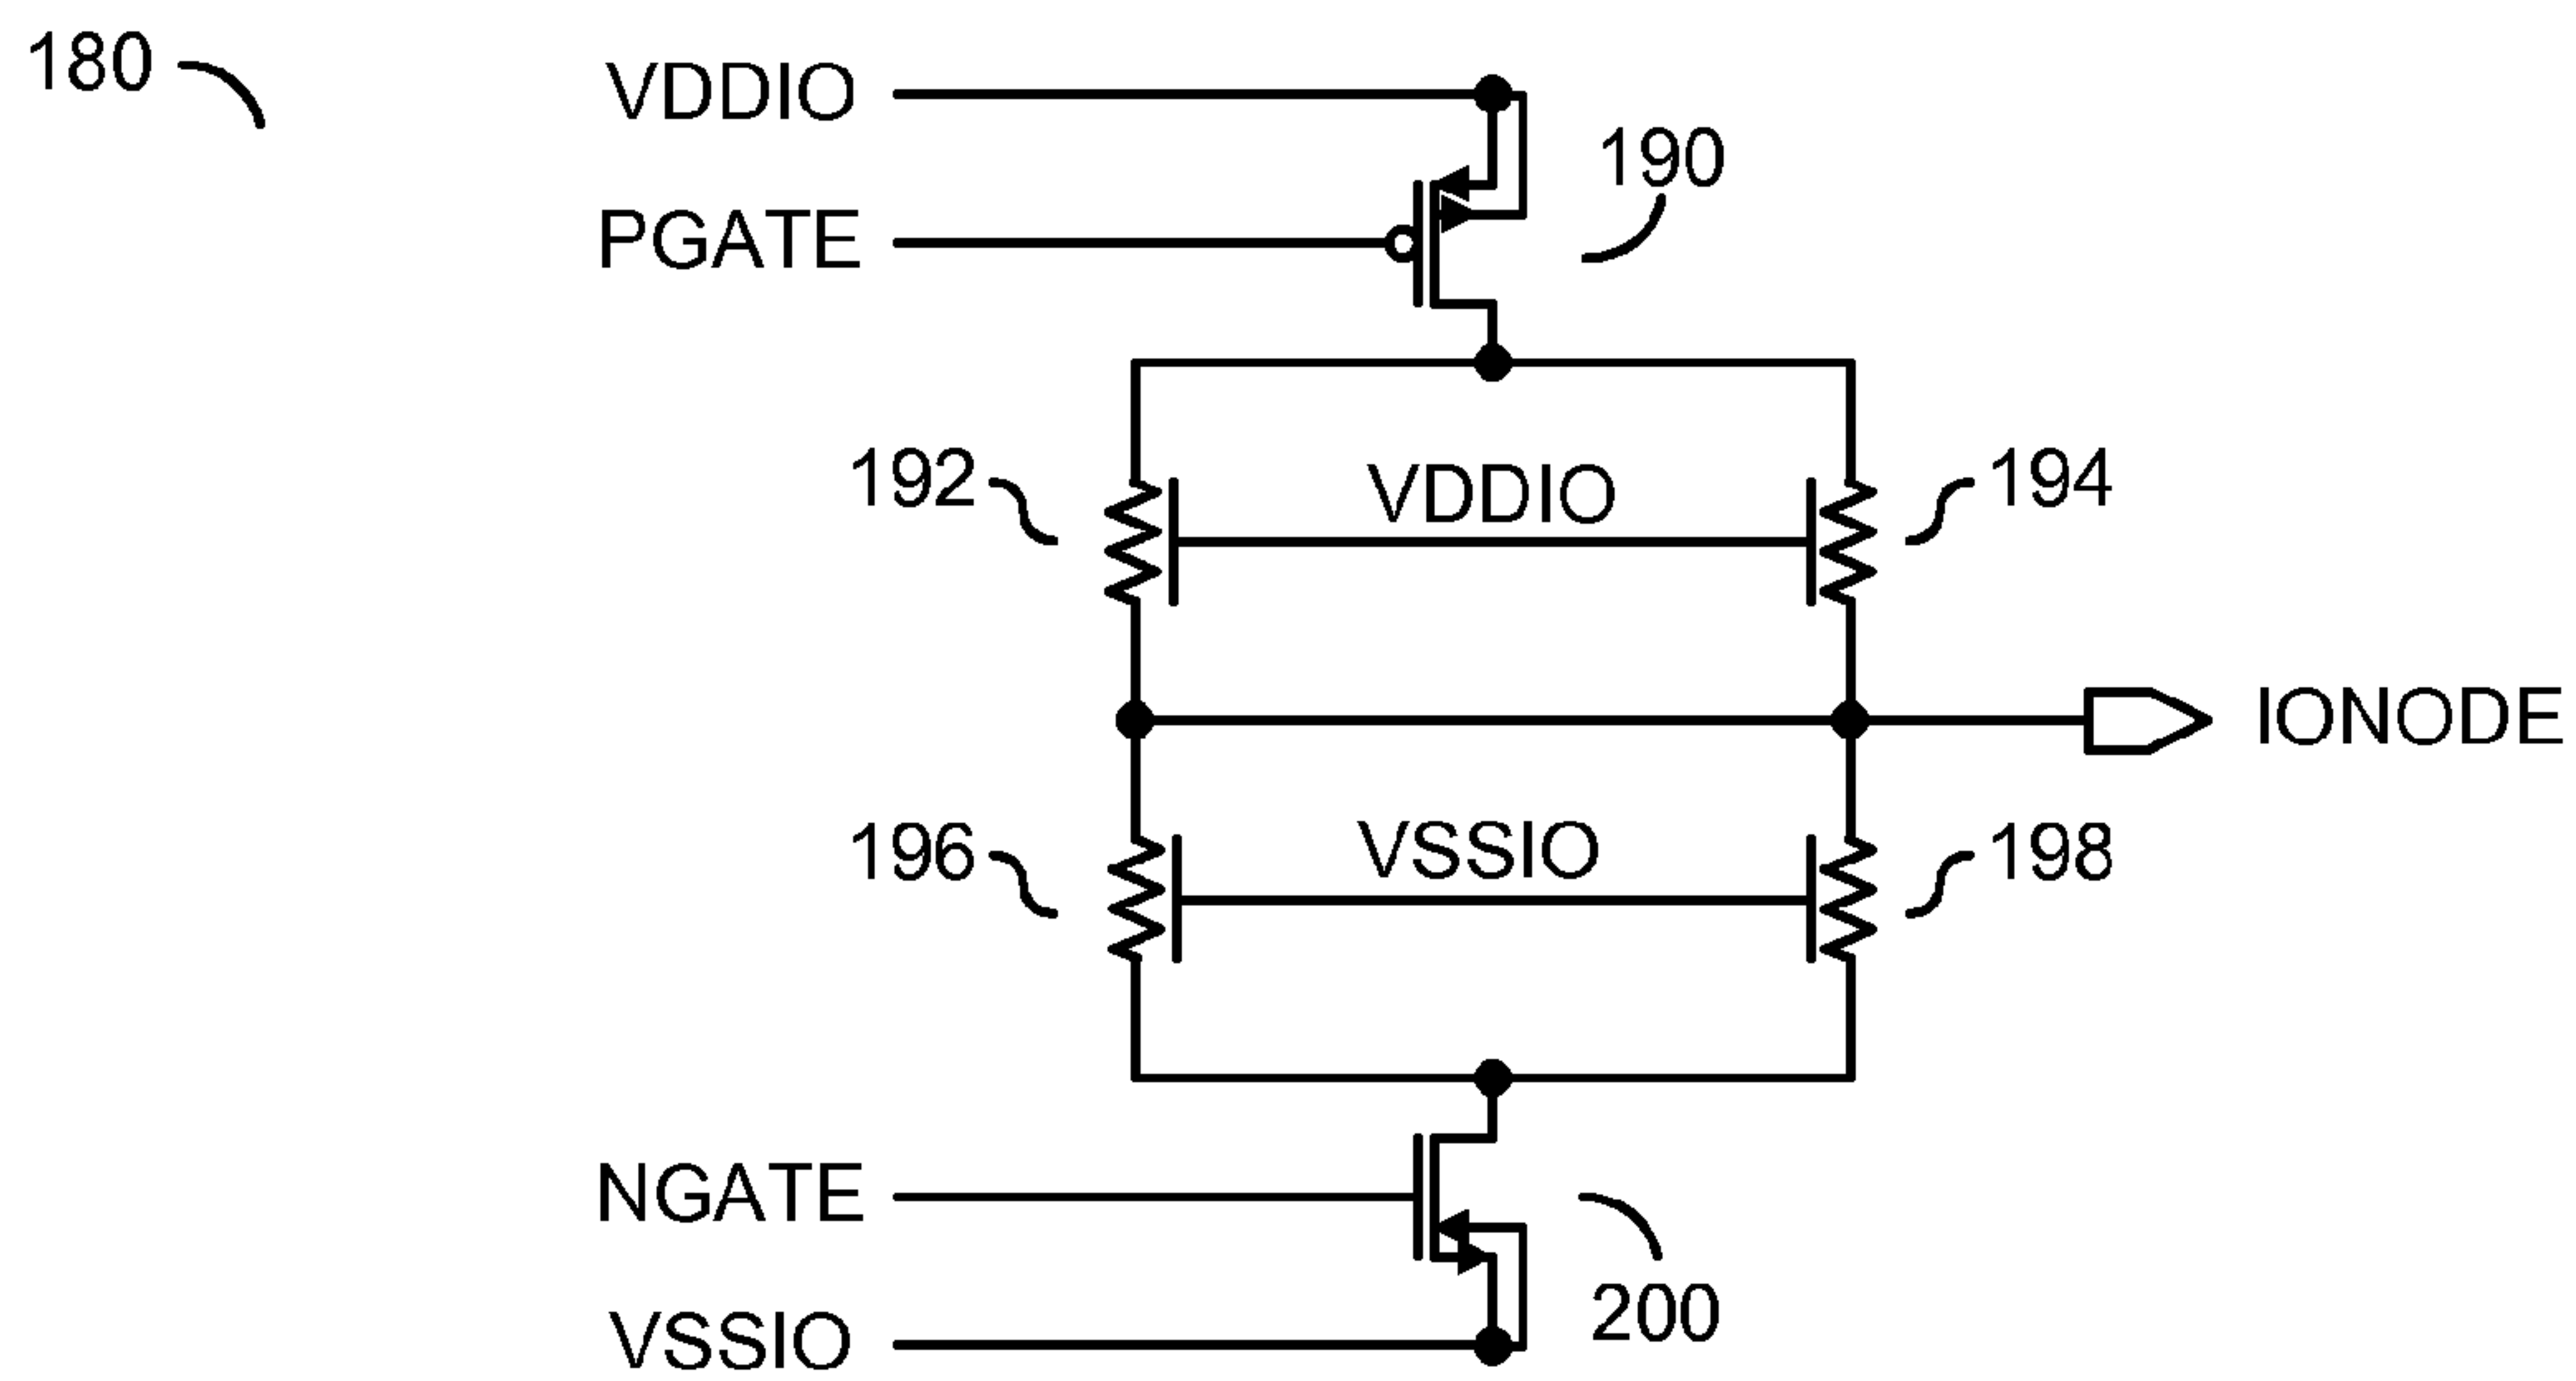 180
VDDIO
190
PGATE
192
VDDIO
194
IONODE
196
VSSIO
198
NGATE
200
VSSIO